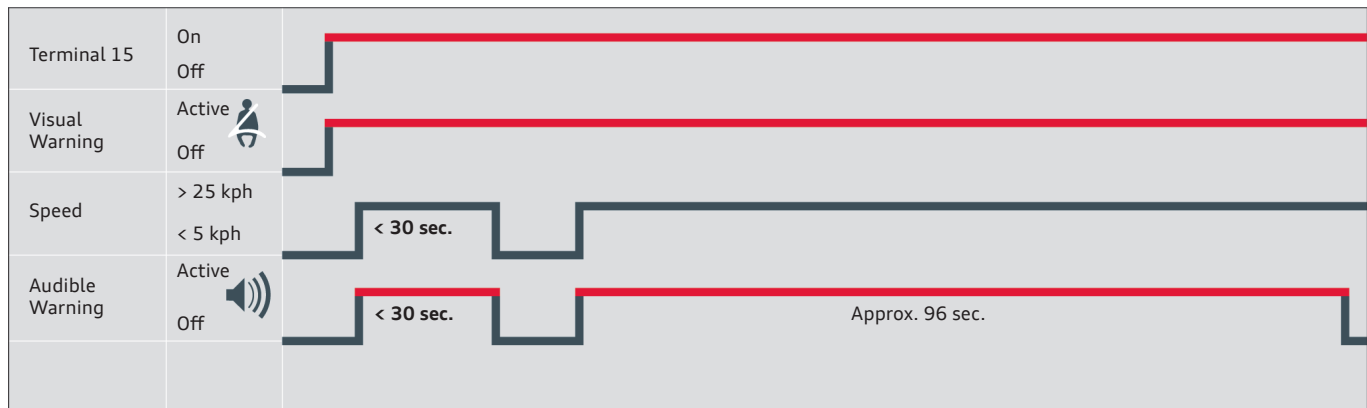 Terminal 15
On
Off
Visual
Warning
Active
Off
Speed
> 25 kph
< 5 kph
< 30 sec.
Audible
Warning
Active
Off
< 30 sec.
Approx. 96 sec.